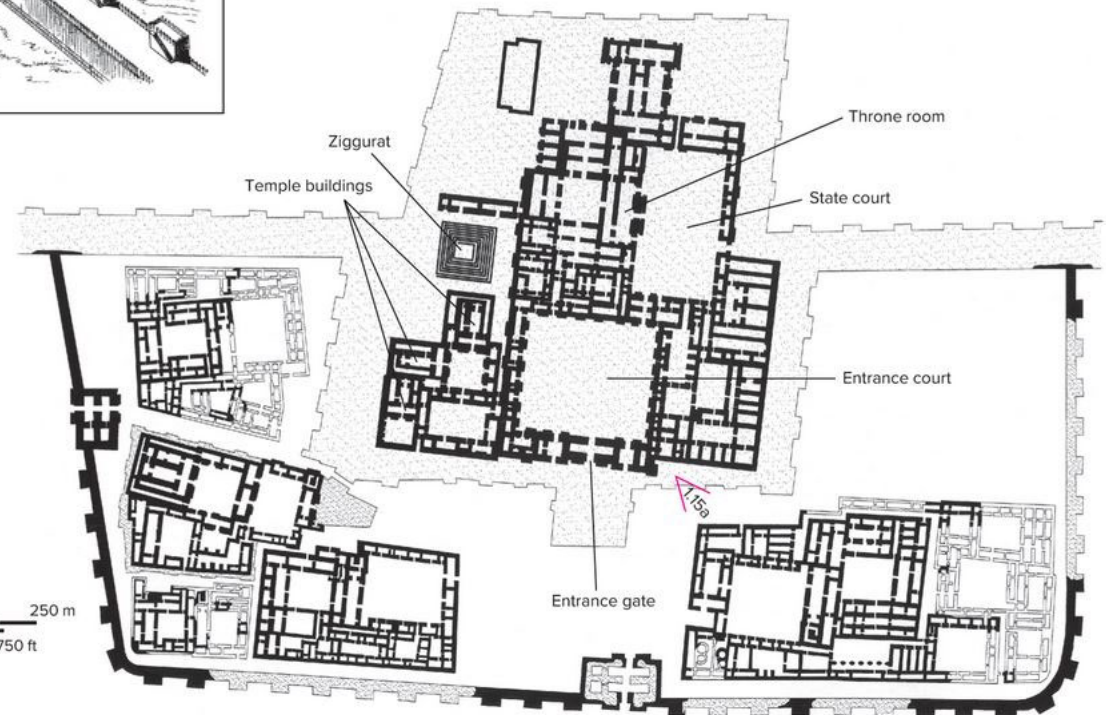 Throne room
Ziggurat
Temple buildings
State court
Entrance court
1.15a
Entrance gate
250 m
750 ft